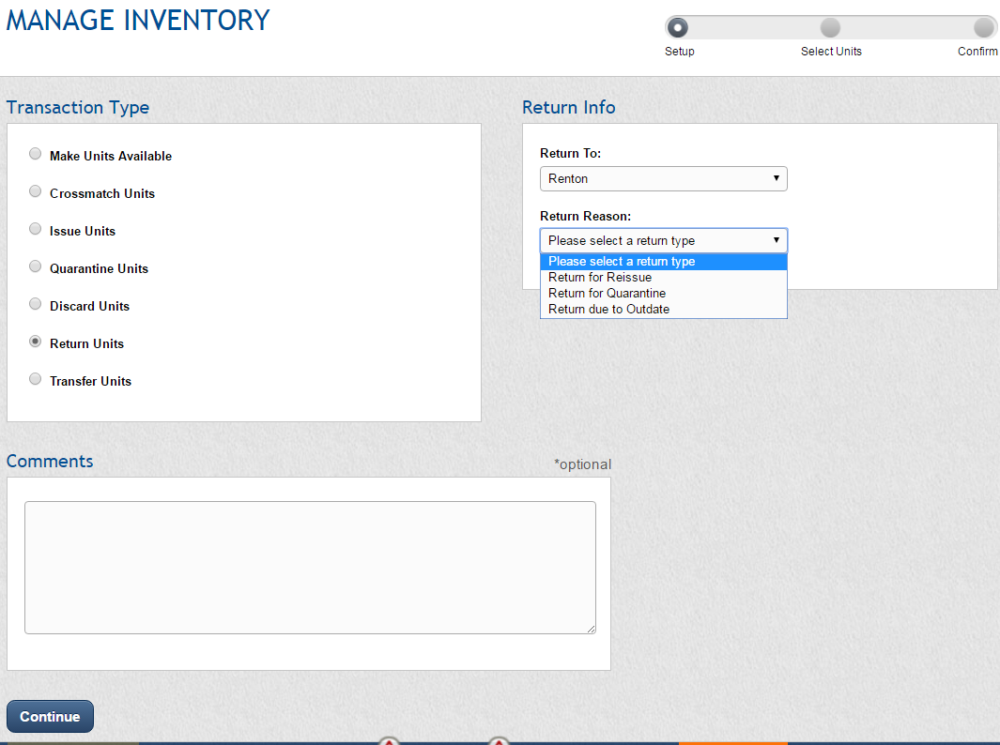 MANAGE INVENTORY
Setup
Select Units
Confirm
Transaction Type
Make Units Available
Crossmatch Units
Issue Units
Quarantine Units
Discard Units
Return Units
Transfer Units
Return Info
Return To:
Renton
Return Reason:
Please select a return type
Please select a return type
Return for Reissue
Return for Quarantine
Return due to Outdate
Comments
*optional
Continue